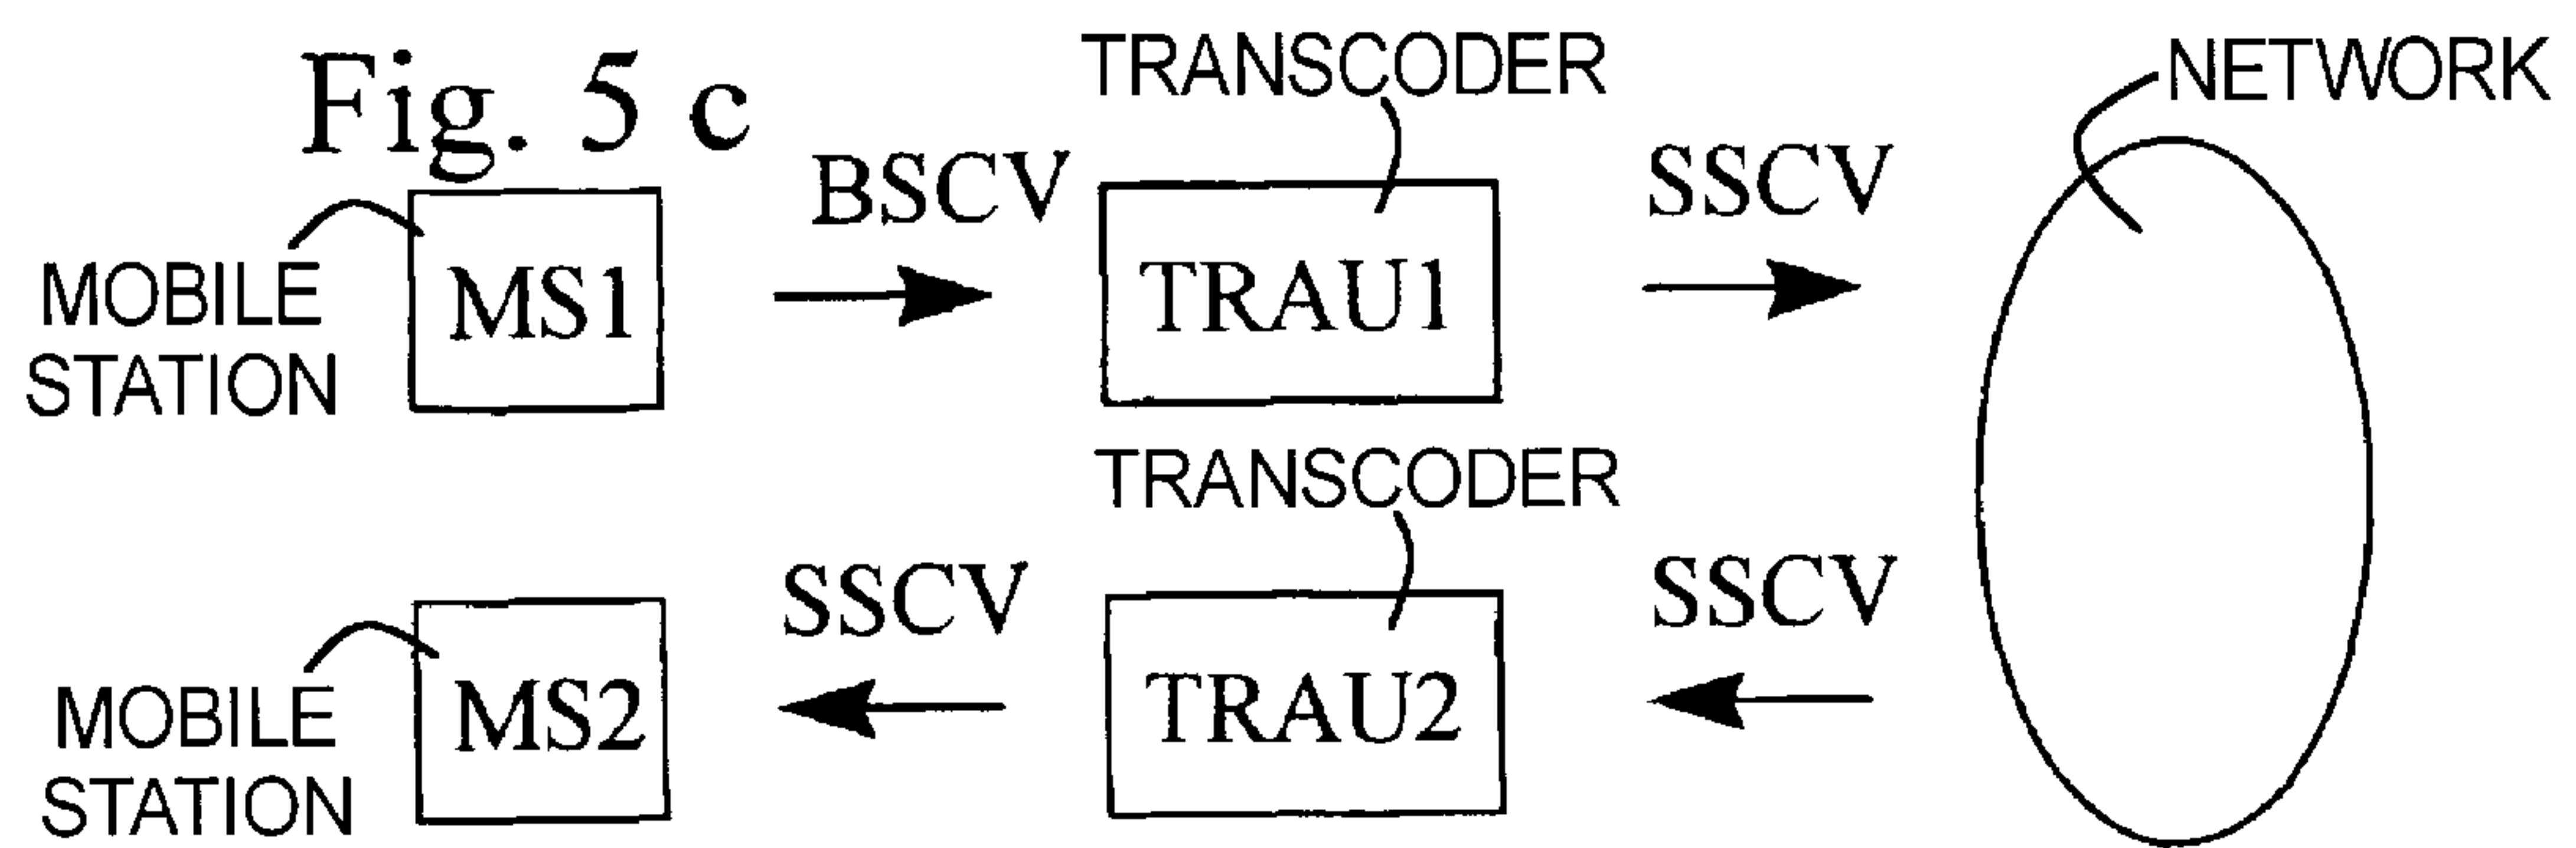 Fig. 5 c
TRANSCODER
NETWORK
BSCV
SSCV
MOBILE
STATION
MS1
TRAU1
TRANSCODER
SSCV
SSCV
MOBILE
STATION
MS2
TRAU2